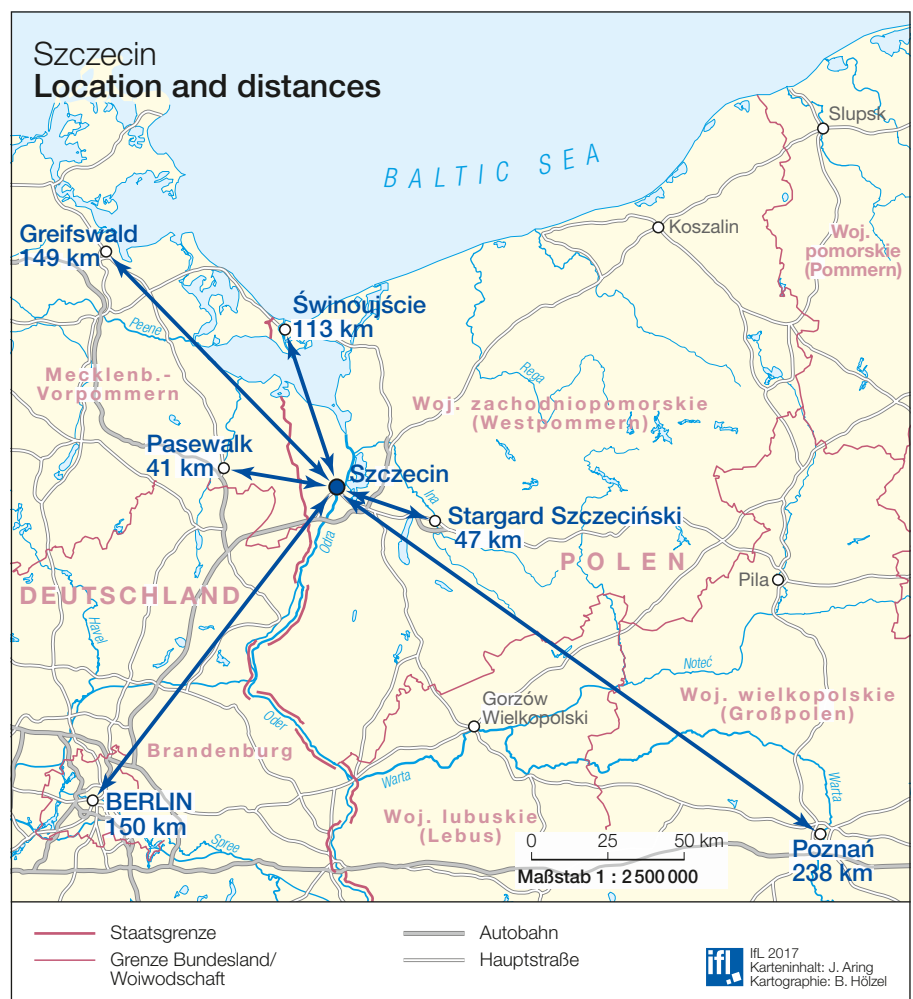 Szczecin
Location and distances
BALTIC SEA
Slupsk
Koszalin
Woj.
pomorskie
(Pommern)
Greifswald
149 km
Świnoujście
113 km
Peene
Mecklenb.-
Vorpommern
Rega
Woj. zachodniopomorskie
(Westpommern)
Pasewalk
41 km
Szczecin
Ina
Stargard Szczeciński
47 km
Odra
POLEN
Piła
DEUTSCHLAND
Havel
Noteć
Woj. wielkopolskie
(Großpolen)
Gorzów
Wielkopolski
Oder
Brandenburg
Warta
Warta
BERLIN
150 km
Woj. lubuskie
(Lebus)
Spree
0 25 50 km
Maßstab 1 : 2 500 000
Poznań
238 km
Staatsgrenze
Grenze Bundesland/
Woiwodschaft
Autobahn
Hauptstraße
ifl
IfL 2017
Karteninhalt: J. Aring
Kartographie: B. Hölzel